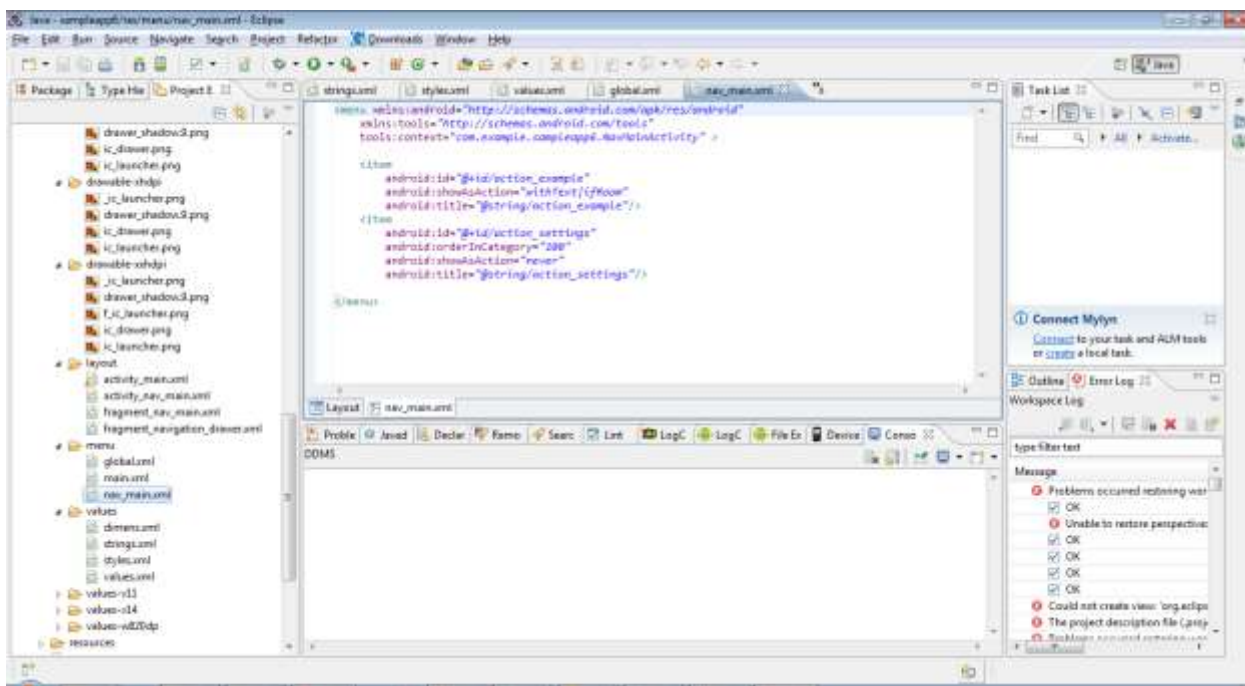 Java - sampleapp6/res/menu/nav_main.xml - Eclipse
File Edit Run Source Navigate Search Project Refactor Downloads Window Help
Java
Package Type Hie Project E
strings.xml styles.xml values.xml global.xml nav_main.xml
Task List
drawer_shadow.9.png
ic_drawer.png
ic_launcher.png
drawable-xhdpi
_ic_launcher.png
drawer_shadow.9.png
ic_drawer.png
ic_launcher.png
drawable-xxhdpi
_ic_launcher.png
drawer_shadow.9.png
f_ic_launcher.png
ic_drawer.png
ic_launcher.png
layout
activity_main.xml
activity_nav_main.xml
fragment_nav_main.xml
fragment_navigation_drawer.xml
menu
global.xml
main.xml
nav_main.xml
values
dimens.xml
strings.xml
styles.xml
values.xml
values-v11
values-v14
values-w820dp
resources
<menu xmlns:android="http://schemas.android.com/apk/res/android"
xmlns:tools="http://schemas.android.com/tools"
tools:context="com.example.sampleapp6.NavMainActivity" >
<item
android:id="@+id/action_example"
android:showAsAction="withText|ifRoom"
android:title="@string/action_example"/>
<item
android:id="@+id/action_settings"
android:orderInCategory="100"
android:showAsAction="never"
android:title="@string/action_settings"/>
</menu>
Layout nav_main.xml
Proble Javad Declar Remo Searc Lint LogC LogC File Ex Device Conso
DDMS
Find All Activate...
Connect Mylyn
Connect to your task and ALM tools
or create a local task.
Outline Error Log
Workspace Log
type filter text
Message
Problems occurred restoring wor
OK
Unable to restore perspective:
OK
OK
OK
OK
Could not create view: 'org.eclips
The project description file (.proj